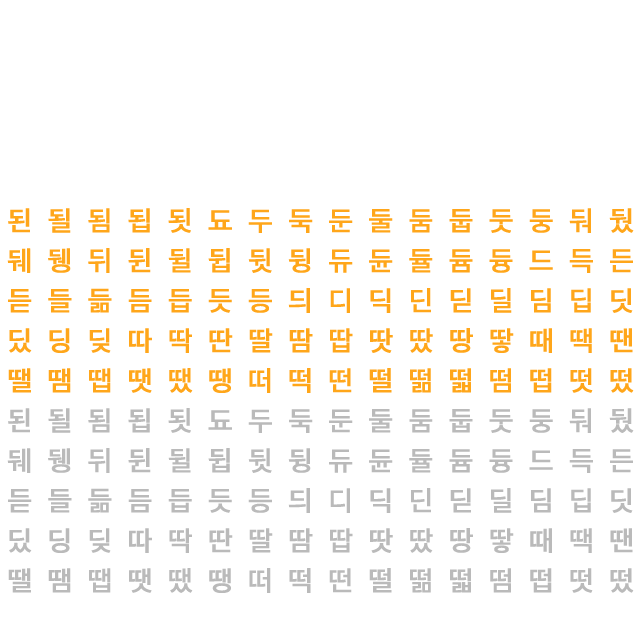 된 될 됨 됩 됫 됴 두 둑 둔 둘 둠 둡 둣 둥 둬 뒀
뒈 뒝 뒤 뒨 뒬 뒵 뒷 뒹 듀 듄 듈 듐 듕 드 득 든
듣 들 듦 듬 듭 듯 등 듸 디 딕 딘 딛 딜 딤 딥 딧
딨 딩 딪 따 딱 딴 딸 땀 땁 땃 땄 땅 땋 때 땍 땐
땔 땜 땝 땟 땠 땡 떠 떡 떤 떨 떪 떫 떰 떱 떳 떴
된 될 됨 됩 됫 됴 두 둑 둔 둘 둠 둡 둣 둥 둬 뒀
뒈 뒝 뒤 뒨 뒬 뒵 뒷 뒹 듀 듄 듈 듐 듕 드 득 든
듣 들 듦 듬 듭 듯 등 듸 디 딕 딘 딛 딜 딤 딥 딧
딨 딩 딪 따 딱 딴 딸 땀 땁 땃 땄 땅 땋 때 땍 땐
땔 땜 땝 땟 땠 땡 떠 떡 떤 떨 떪 떫 떰 떱 떳 떴